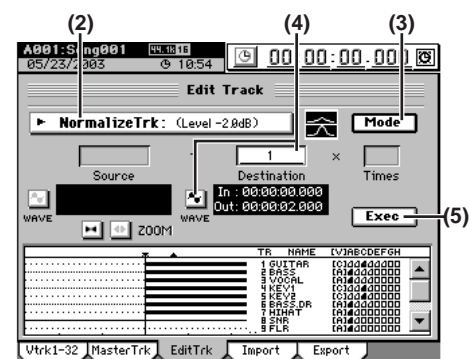 (2) (4) (3)
A001:Song001 44.1k16 00 00:00.000
05/23/2003 10:54
Edit Track
NormalizeTrk: (Level -2.0dB) Mode
1 ×
Source Destination Times
In : 00:00:00.000
Out: 00:00:02.000
WAVE WAVE Exec (5)
ZOOM
TR NAME [V]ABCDEFGH
1 GUITAR
2 BASS
3 VOCAL
4 KEY1
5 KEY2
6 BASS.DR
7 HIHAT
8 SNR
9 FLR
Vtrk1-32 MasterTrk EditTrk Import Export